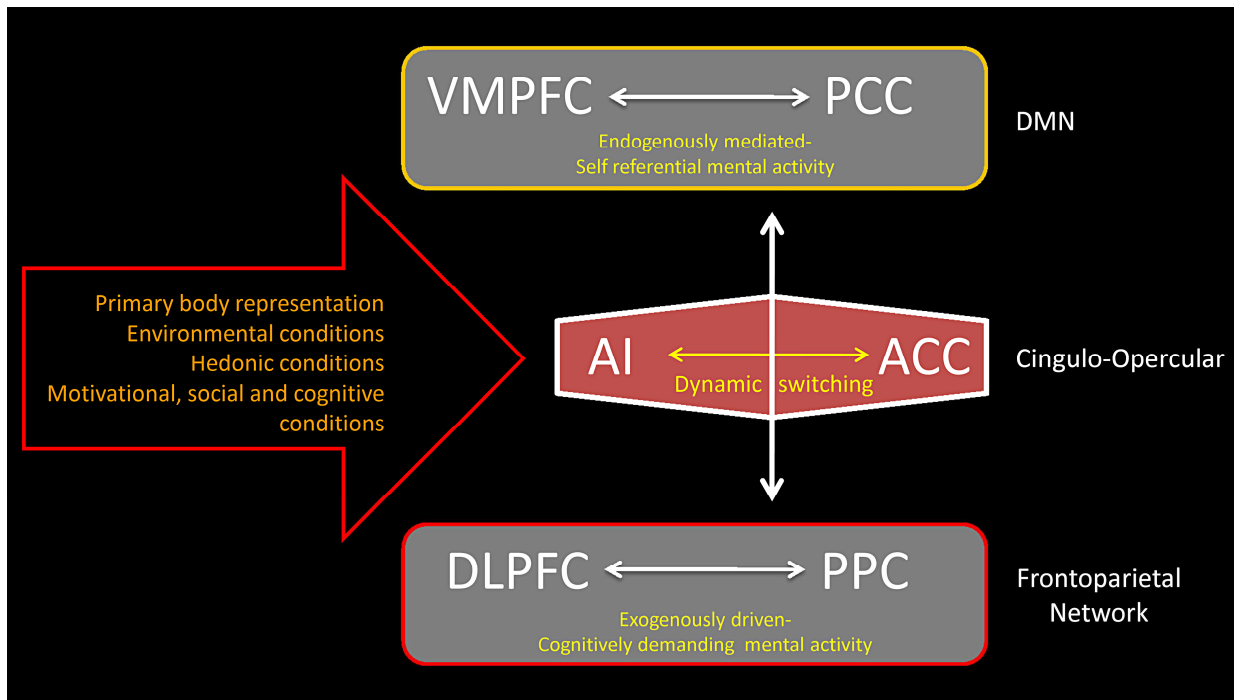 VMPFC PCC
Endogenously mediated-
Self referential mental activity
DMN
Primary body representation
Environmental conditions
Hedonic conditions
Motivational, social and cognitive
conditions
AI ACC
Dynamic switching
Cingulo-Opercular
DLPFC PPC
Exogenously driven-
Cognitively demanding mental activity
Frontoparietal
Network